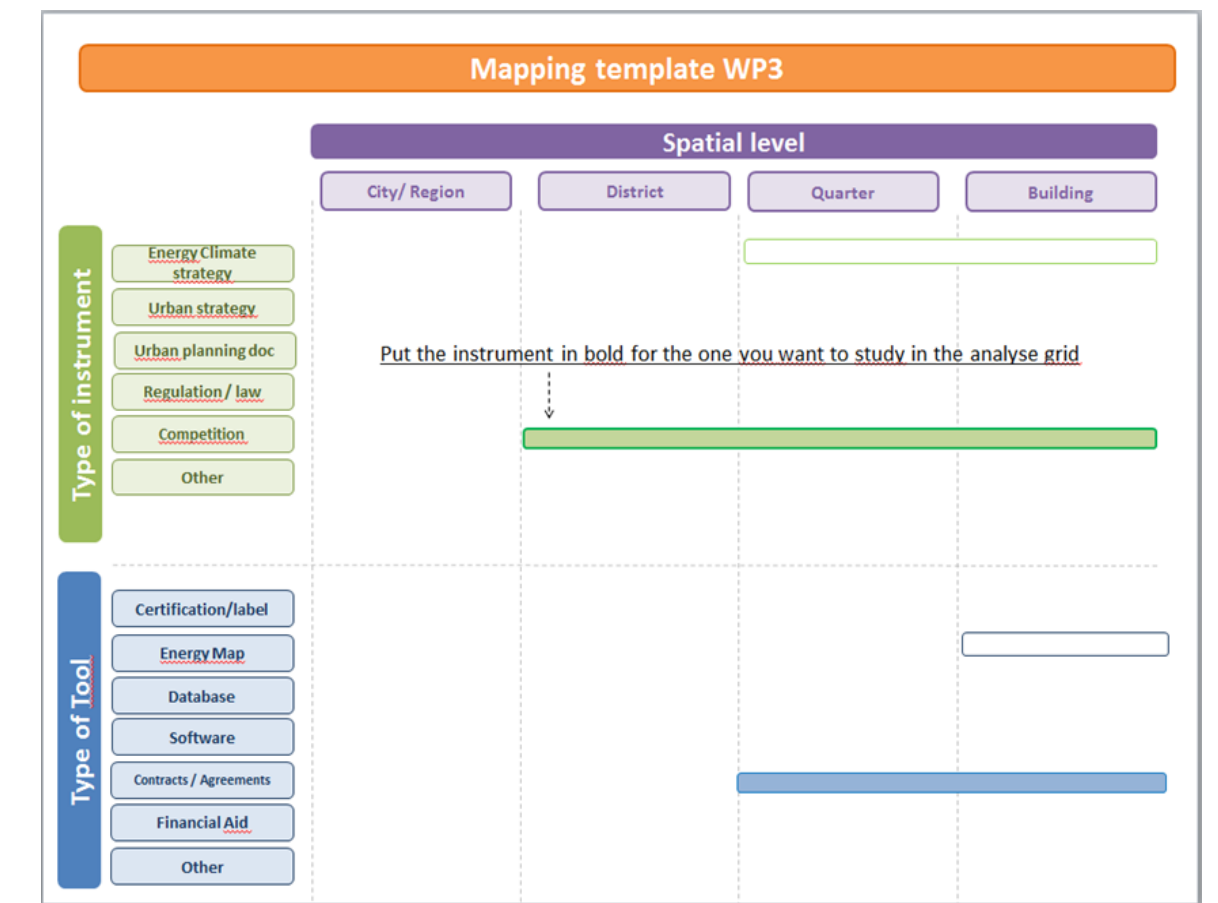 Mapping template WP3
Spatial level
City/ Region
District
Quarter
Building
Type of instrument
Energy Climate
strategy
Urban strategy
Urban planning doc
Regulation / law
Competition
Other
Put the instrument in bold for the one you want to study in the analyse grid
Type of Tool
Certification/label
Energy Map
Database
Software
Contracts / Agreements
Financial Aid
Other